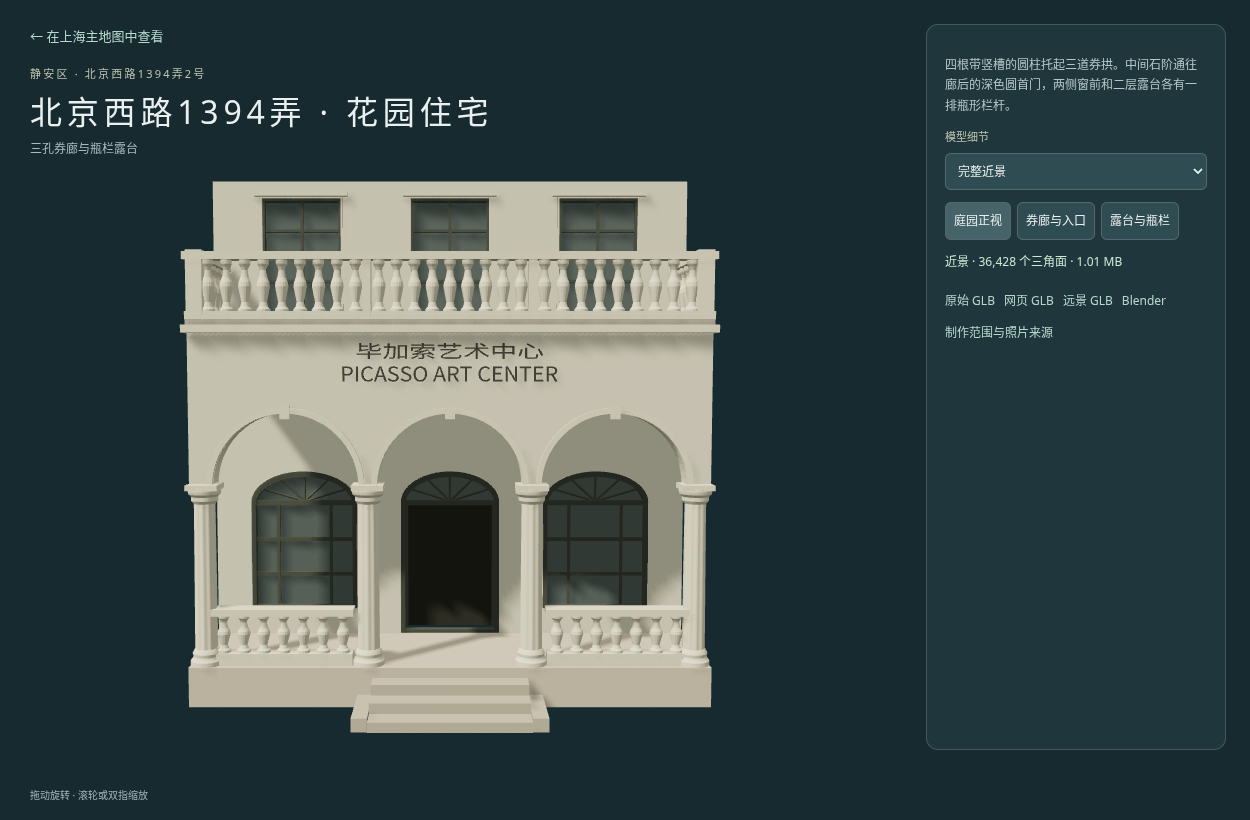 ← 在上海主地图中查看
静安区 · 北京西路1394弄2号
北京西路1394弄 · 花园住宅
三孔券廊与瓶栏露台
毕加索艺术中心
PICASSO ART CENTER
拖动旋转 · 滚轮或双指缩放
四根带竖槽的圆柱托起三道券拱。中间石阶通往
廊后的深色圆首门，两侧窗前和二层露台各有一
排瓶形栏杆。
模型细节
完整近景
庭园正视 券廊与入口 露台与瓶栏
近景 · 36,428 个三角面 · 1.01 MB
原始 GLB 网页 GLB 远景 GLB Blender
制作范围与照片来源